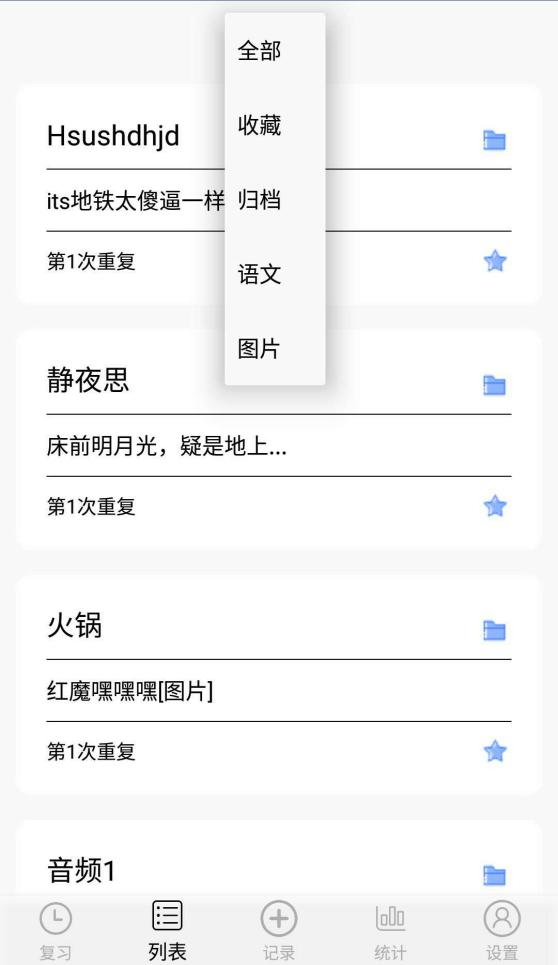 全部
收藏
归档
语文
图片
Hsushdhjd
its地铁太傻逼一样
第1次重复
静夜思
床前明月光，疑是地上...
第1次重复
火锅
红魔嘿嘿嘿[图片]
第1次重复
音频1
复习
列表
记录
统计
设置